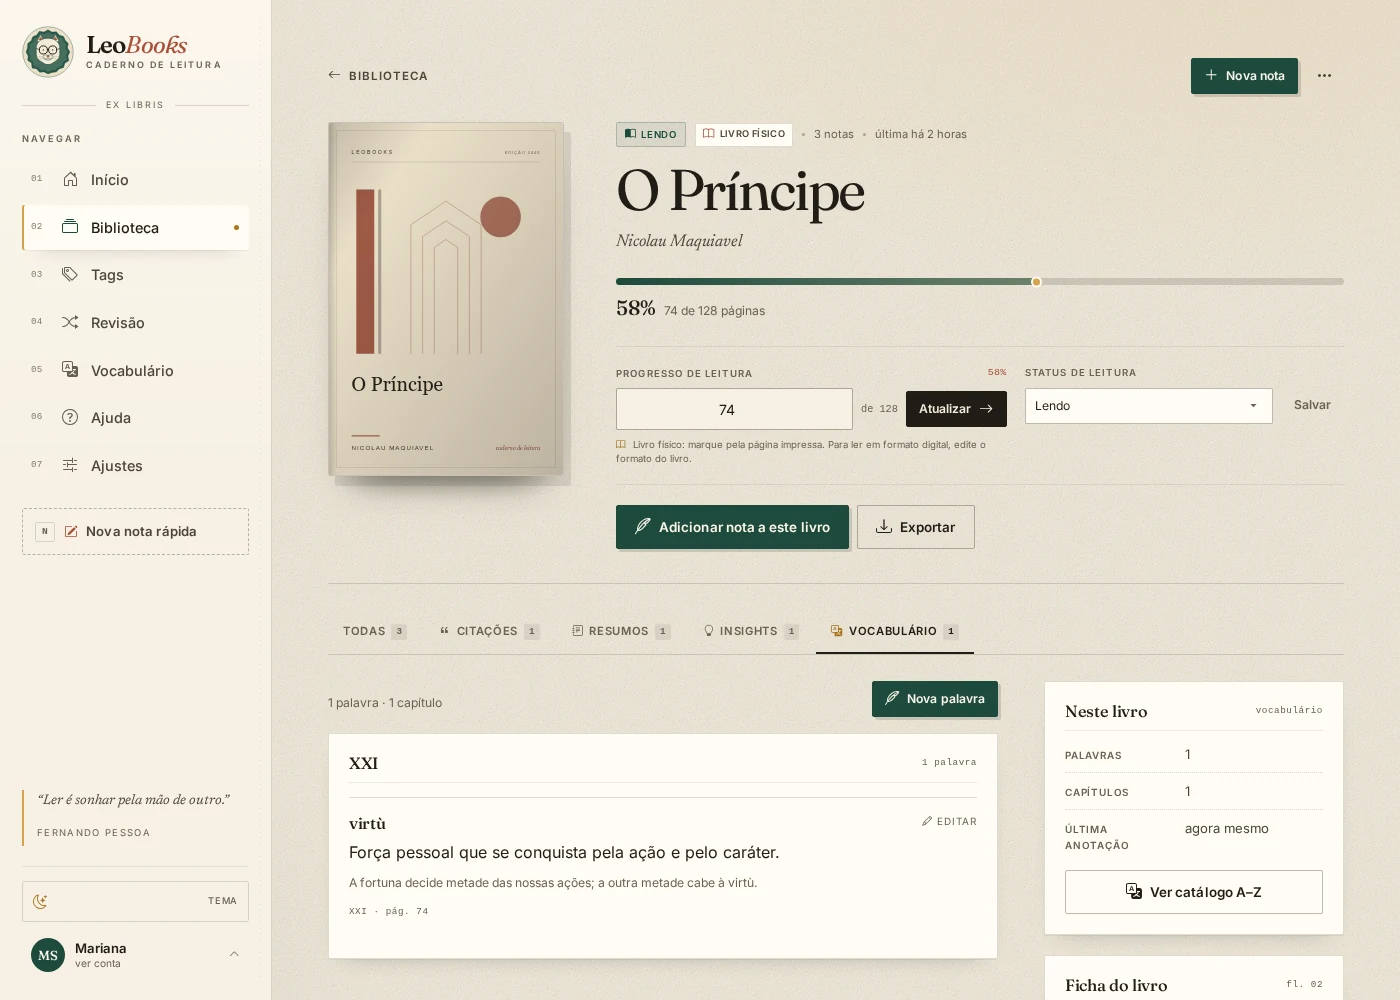 LeoBooks
CADERNO DE LEITURA
EX LIBRIS
NAVEGAR
01 Início
02 Biblioteca
03 Tags
04 Revisão
05 Vocabulário
06 Ajuda
07 Ajustes
N Nova nota rápida
“Ler é sonhar pela mão de outro.”
FERNANDO PESSOA
TEMA
MS
Mariana
ver conta
BIBLIOTECA
Nova nota
LEOBOOKS
O Príncipe
NICOLAU MAQUIAVEL
caderno de leitura
LENDO
LIVRO FÍSICO
3 notas
última há 2 horas
O Príncipe
Nicolau Maquiavel
58% 74 de 128 páginas
PROGRESSO DE LEITURA 58%
74 de 128 Atualizar
Livro físico: marque pela página impressa. Para ler em formato digital, edite o
formato do livro.
STATUS DE LEITURA
Lendo
Salvar
Adicionar nota a este livro
Exportar
TODAS 3
CITAÇÕES 1
RESUMOS 1
INSIGHTS 1
VOCABULÁRIO 1
1 palavra · 1 capítulo
Nova palavra
XXI 1 palavra
virtù EDITAR
Força pessoal que se conquista pela ação e pelo caráter.
A fortuna decide metade das nossas ações; a outra metade cabe à virtù.
XXI · pág. 74
Neste livro vocabulário
PALAVRAS 1
CAPÍTULOS 1
ÚLTIMA
ANOTAÇÃO
agora mesmo
Ver catálogo A–Z
Ficha do livro fl. 02